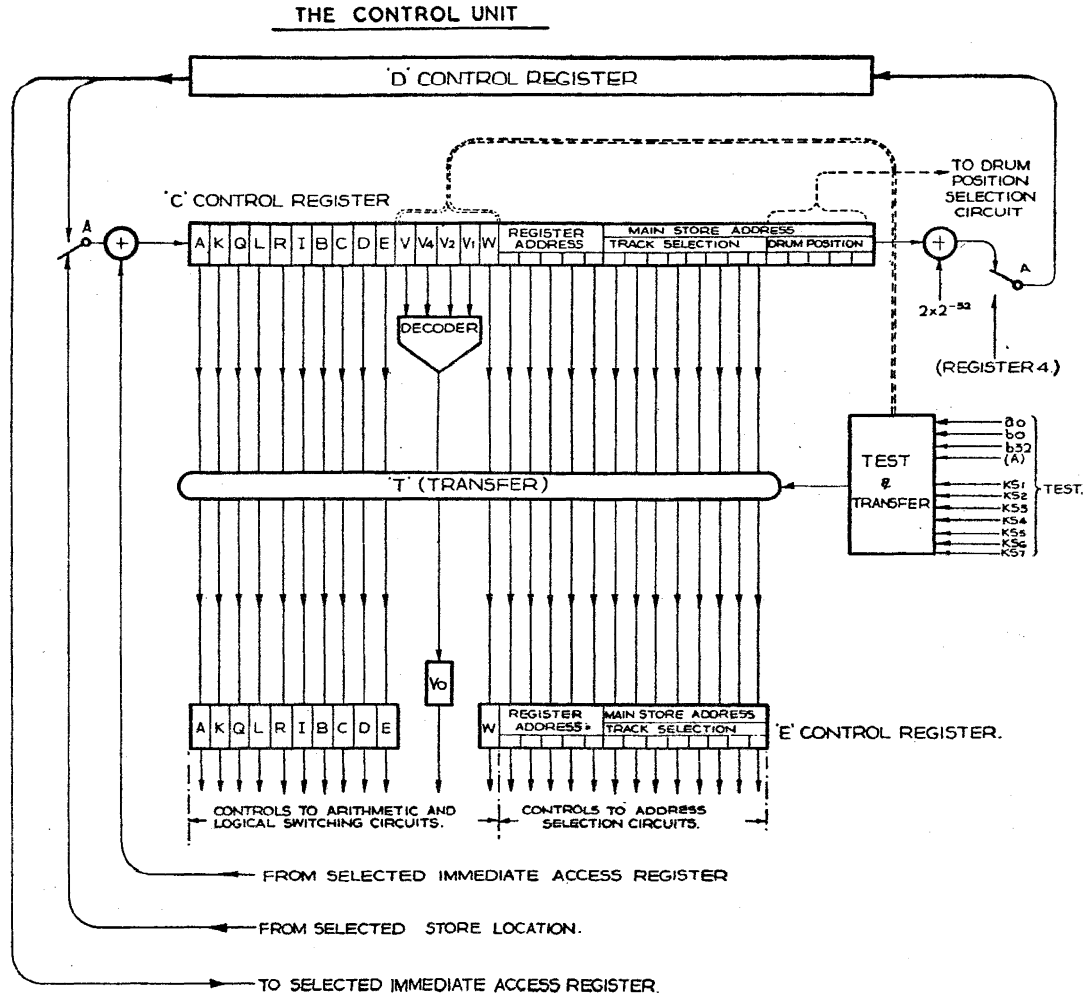 THE CONTROL UNIT
'D' CONTROL REGISTER
'C' CONTROL REGISTER
TO DRUM
POSITION
SELECTION
CIRCUIT
A
A K Q L R I B C D E V V4 V2 V1 W
REGISTER
ADDRESS
MAIN STORE ADDRESS
TRACK SELECTION
DRUM POSITION
+
+
A
2×2⁻³²
DECODER
(REGISTER 4.)
TEST
&
TRANSFER
a0
b0
b32
(A)
KS1
KS2
KS3
KS4
KS5
KS6
KS7
TEST.
'T' (TRANSFER)
V0
A K Q L R I B C D E
W
REGISTER
ADDRESS.
MAIN STORE ADDRESS
TRACK SELECTION
'E' CONTROL REGISTER.
CONTROLS TO ARITHMETIC AND
LOGICAL SWITCHING CIRCUITS.
CONTROLS TO ADDRESS
SELECTION CIRCUITS.
FROM SELECTED IMMEDIATE ACCESS REGISTER
FROM SELECTED STORE LOCATION.
TO SELECTED IMMEDIATE ACCESS REGISTER.